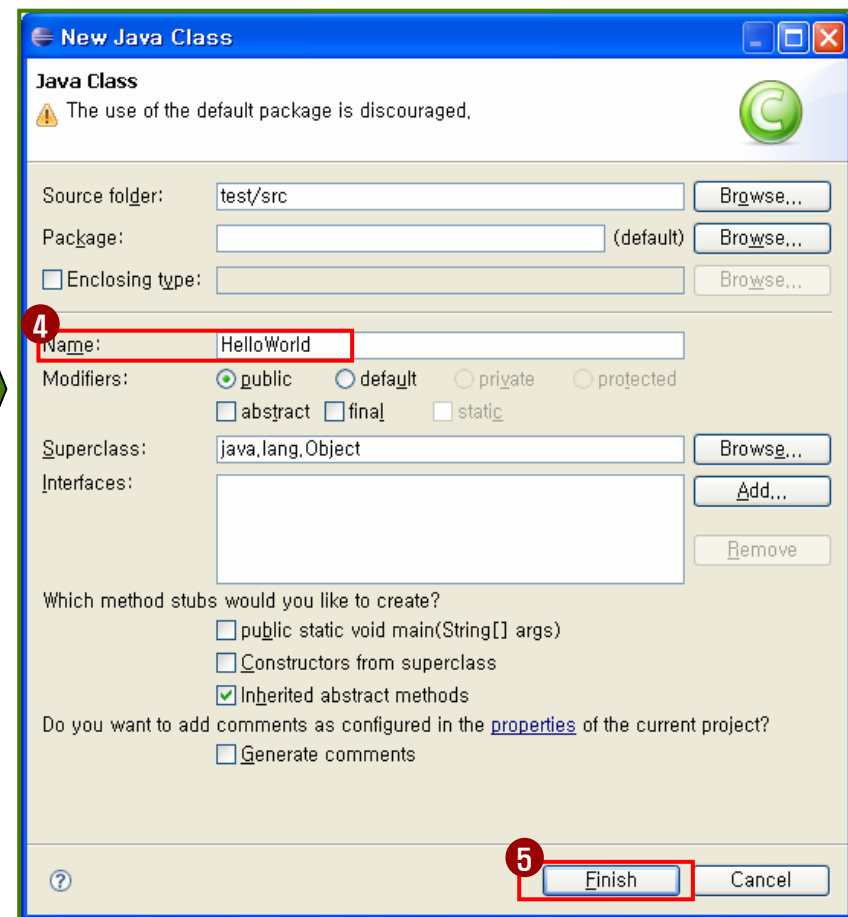 New Java Class
Java Class
The use of the default package is discouraged,
Source folder: test/src Browse,,,
Package: (default) Browse,,,
Enclosing type: Browse,,,
4
Name: HelloWorld
Modifiers: public default private protected
abstract final static
Superclass: java,lang,Object Browse,,,
Interfaces: Add,,,
Remove
Which method stubs would you like to create?
public static void main(String[] args)
Constructors from superclass
Inherited abstract methods
Do you want to add comments as configured in the properties of the current project?
Generate comments
5
? Finish Cancel